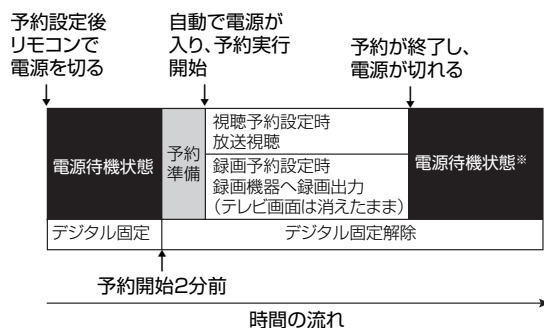 予約設定後
リモコンで
電源を切る
自動で電源が
入り、予約実行
開始
予約が終了し、
電源が切れる
電源待機状態
予約
準備
視聴予約設定時
放送視聴
録画予約設定時
録画機器へ録画出力
（テレビ画面は消えたまま）
電源待機状態※
デジタル固定
デジタル固定解除
予約開始2分前
時間の流れ